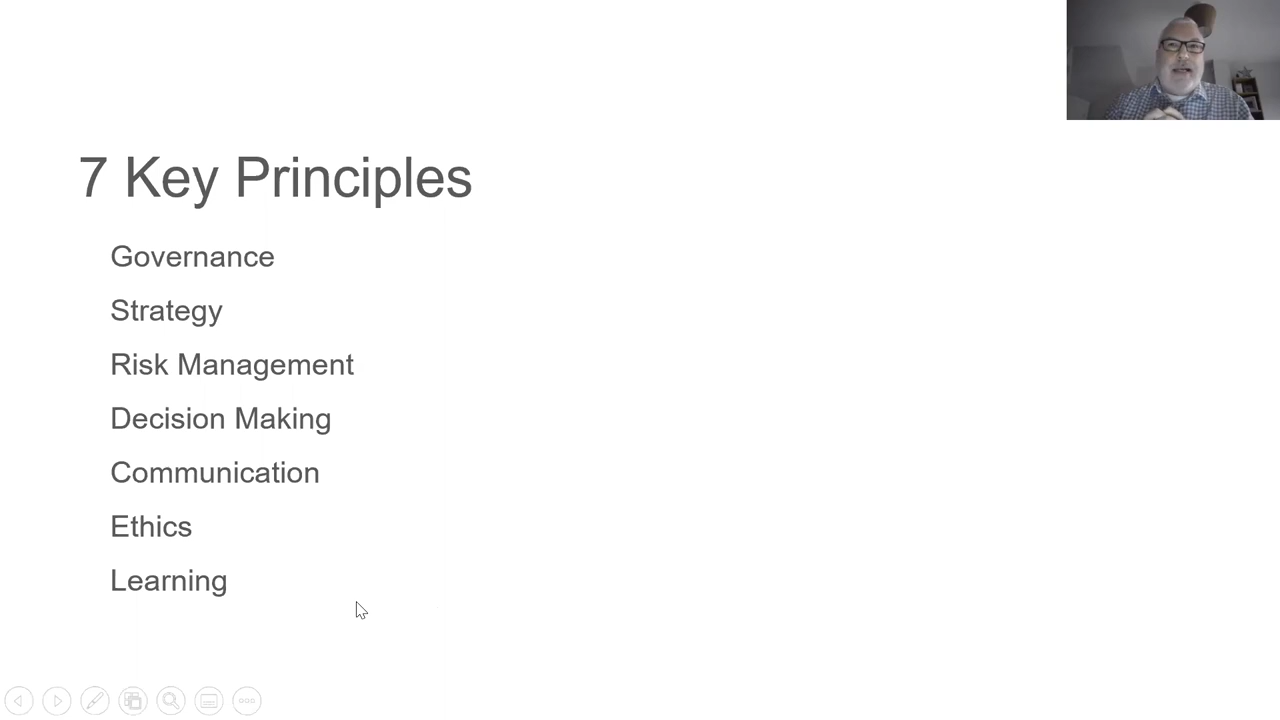 7 Key Principles
Governance
Strategy
Risk Management
Decision Making
Communication
Ethics
Learning